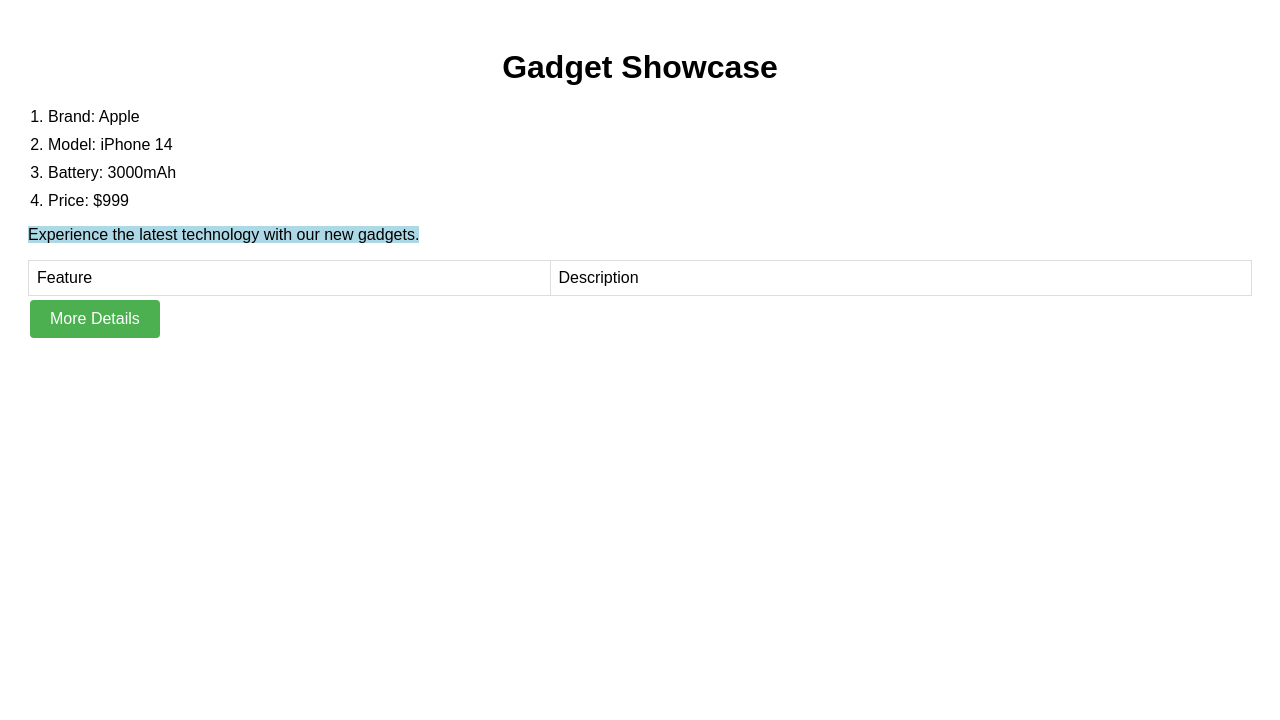 Gadget Showcase
1. Brand: Apple
2. Model: iPhone 14
3. Battery: 3000mAh
4. Price: $999
Experience the latest technology with our new gadgets.
Feature Description
More Details